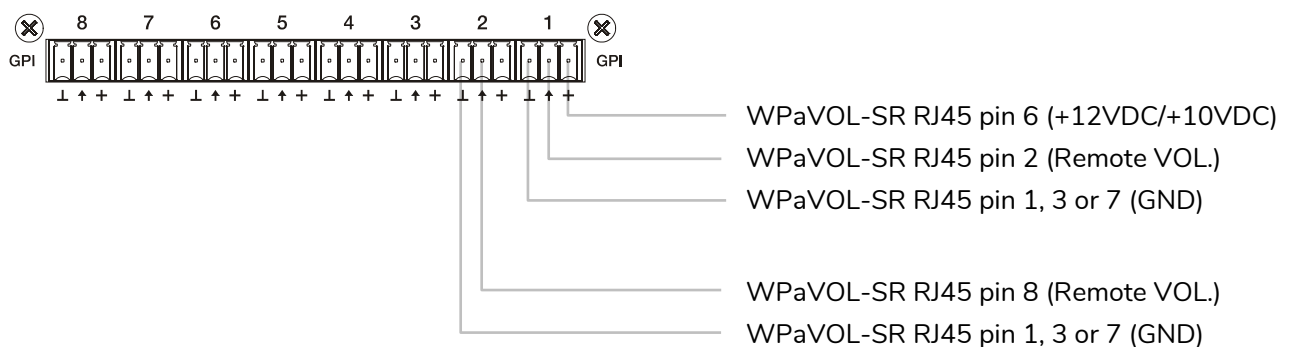 8 7 6 5 4 3 2 1
GPI GPI
⊥ ↑ + ⊥ ↑ + ⊥ ↑ + ⊥ ↑ + ⊥ ↑ + ⊥ ↑ + ⊥ ↑ + ⊥ ↑ +
WPaVOL-SR RJ45 pin 6 (+12VDC/+10VDC)
WPaVOL-SR RJ45 pin 2 (Remote VOL.)
WPaVOL-SR RJ45 pin 1, 3 or 7 (GND)
WPaVOL-SR RJ45 pin 8 (Remote VOL.)
WPaVOL-SR RJ45 pin 1, 3 or 7 (GND)